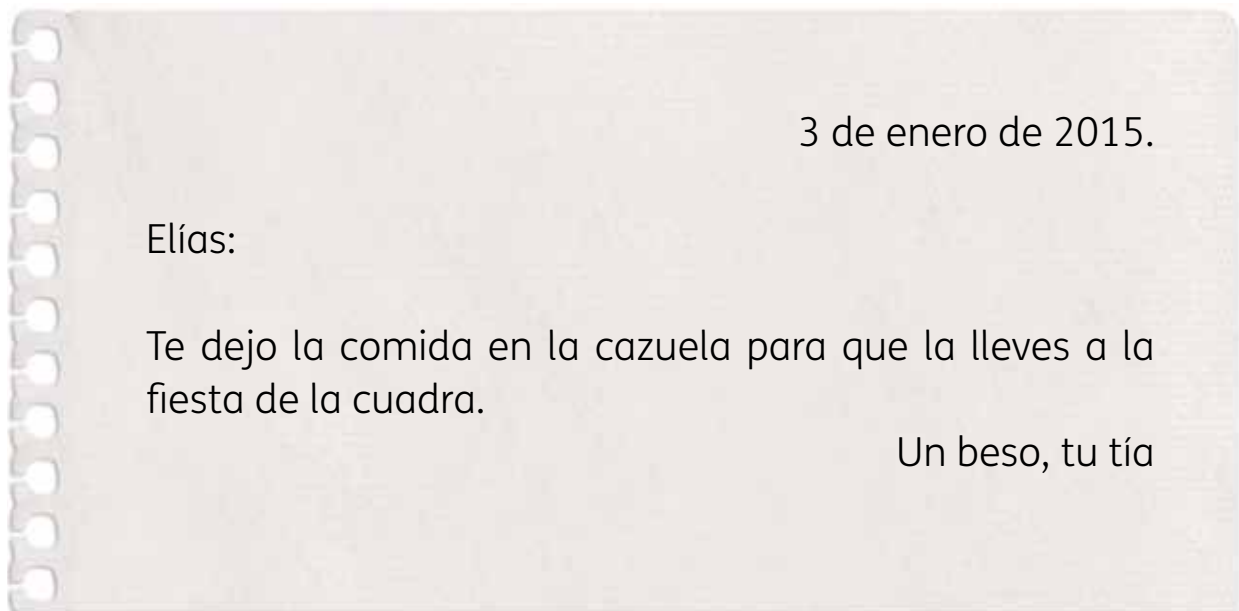 3 de enero de 2015.
Elías:
Te dejo la comida en la cazuela para que la lleves a la
fiesta de la cuadra.
Un beso, tu tía